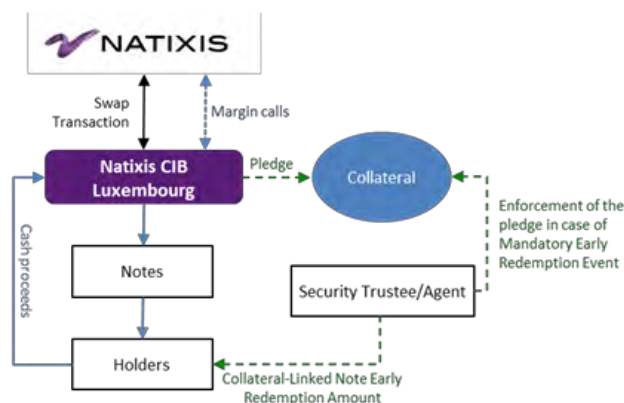 NATIXIS
Swap
Transaction
Margin calls
Natixis CIB
Luxembourg
Pledge
Collateral
Cash proceeds
Enforcement of the
pledge in case of
Mandatory Early
Redemption Event
Notes
Security Trustee/Agent
Holders
Collateral-Linked Note Early
Redemption Amount